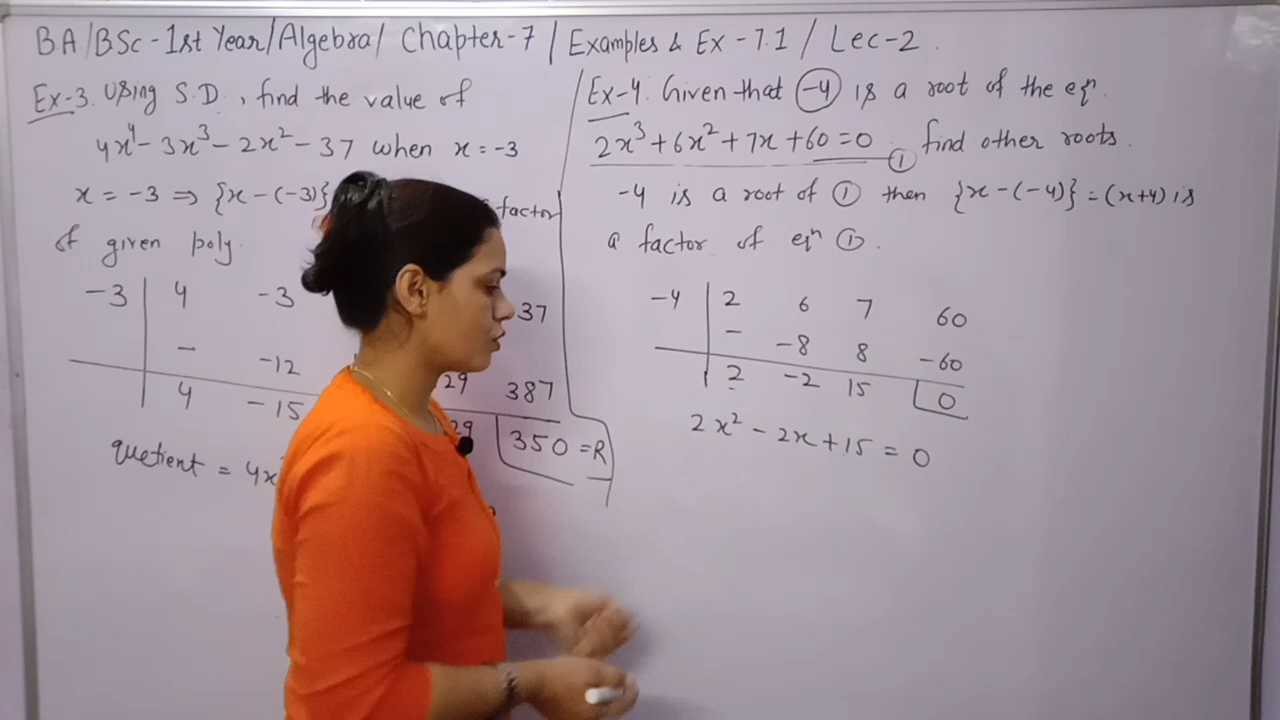 BA/BSc-1st Year/Algebra/ Chapter-7/Examples & Ex-7.1/ Lec-2.
Ex-3. Using S.D., find the value of
4x⁴-3x³-2x²-37 when x=-3
x = -3 ⇒ {x-(-3)} factor
of given poly.
-3 4 -3 37
- -12 29 387
4 -15 29 350 = R
quetient = 4x
Ex-4. Given that -4 is a root of the eqⁿ.
2x³+6x²+7x+60=0 ① find other roots.
-4 is a root of ① then {x-(-4)} = (x+4) is
a factor of eqⁿ ①.
-4 2 6 7 60
- -8 8 -60
2 -2 15 0
2x²-2x+15 = 0